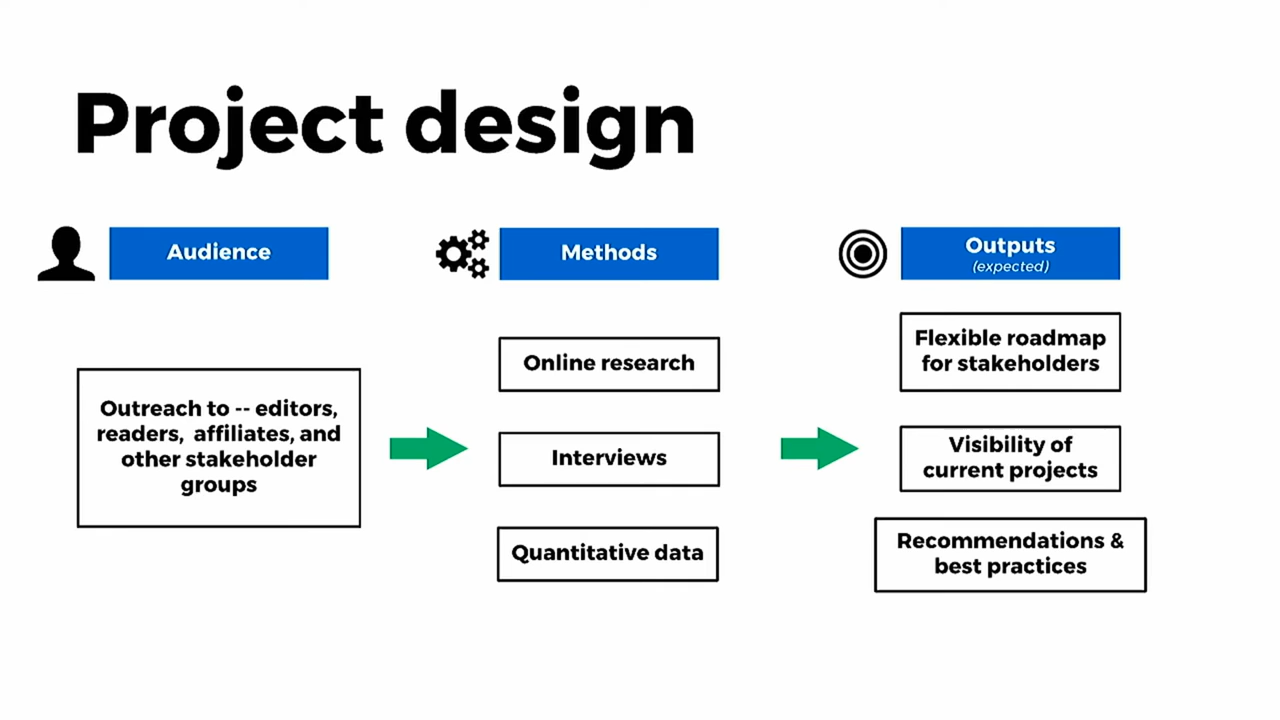 Project design
Audience
Outreach to -- editors,
readers, affiliates, and
other stakeholder
groups
Methods
Online research
Interviews
Quantitative data
Outputs
(expected)
Flexible roadmap
for stakeholders
Visibility of
current projects
Recommendations &
best practices